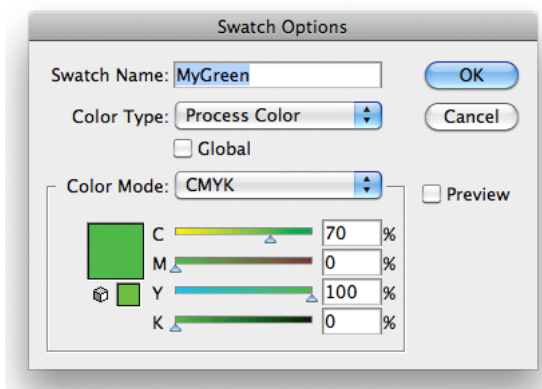 Swatch Options
Swatch Name: MyGreen
OK
Color Type: Process Color
Cancel
Global
Color Mode: CMYK
Preview
C 70 %
M 0 %
Y 100 %
K 0 %